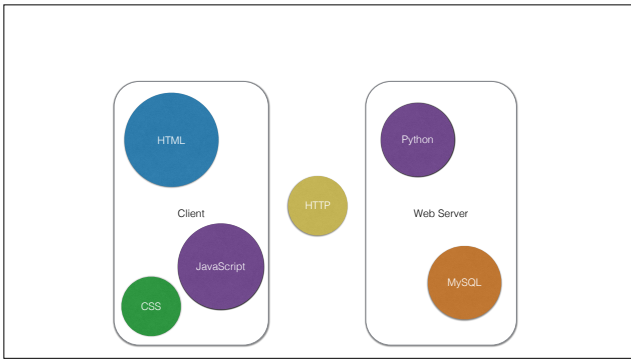 HTML
Client
JavaScript
CSS
HTTP
Python
Web Server
MySQL